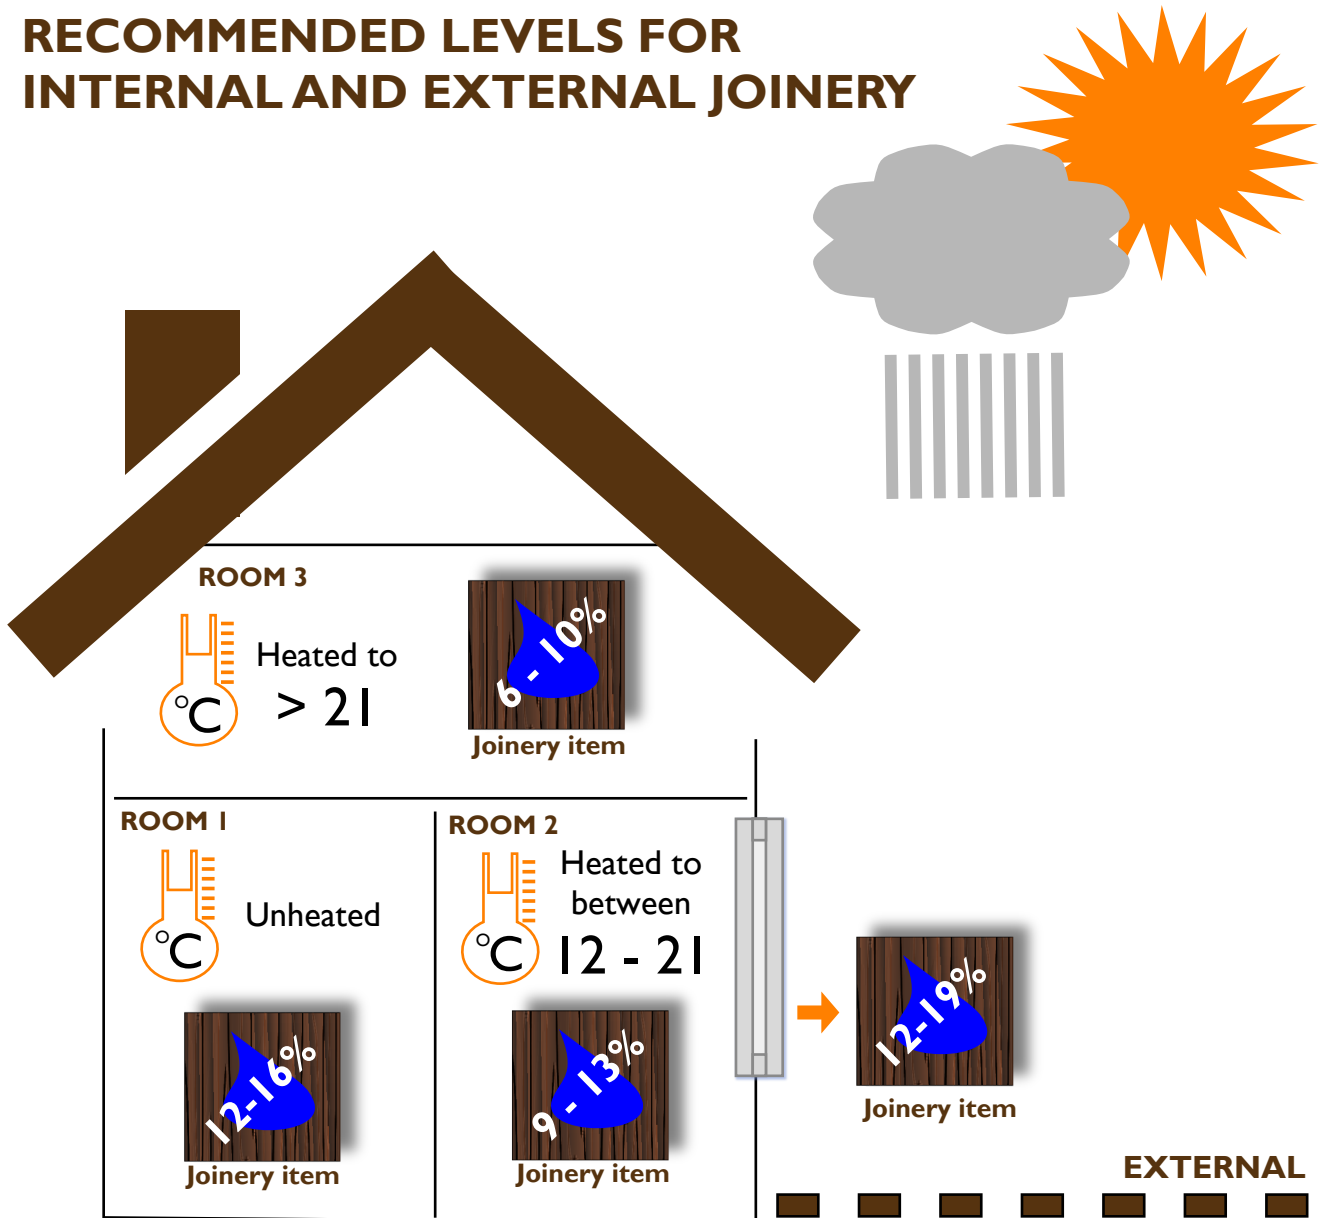 RECOMMENDED LEVELS FOR
INTERNAL AND EXTERNAL JOINERY
ROOM 3
°C
Heated to
> 21
6 - 10%
Joinery item
ROOM 1
°C
Unheated
12-16%
Joinery item
ROOM 2
°C
Heated to
between
12 - 21
9 - 13%
Joinery item
12-19%
Joinery item
EXTERNAL